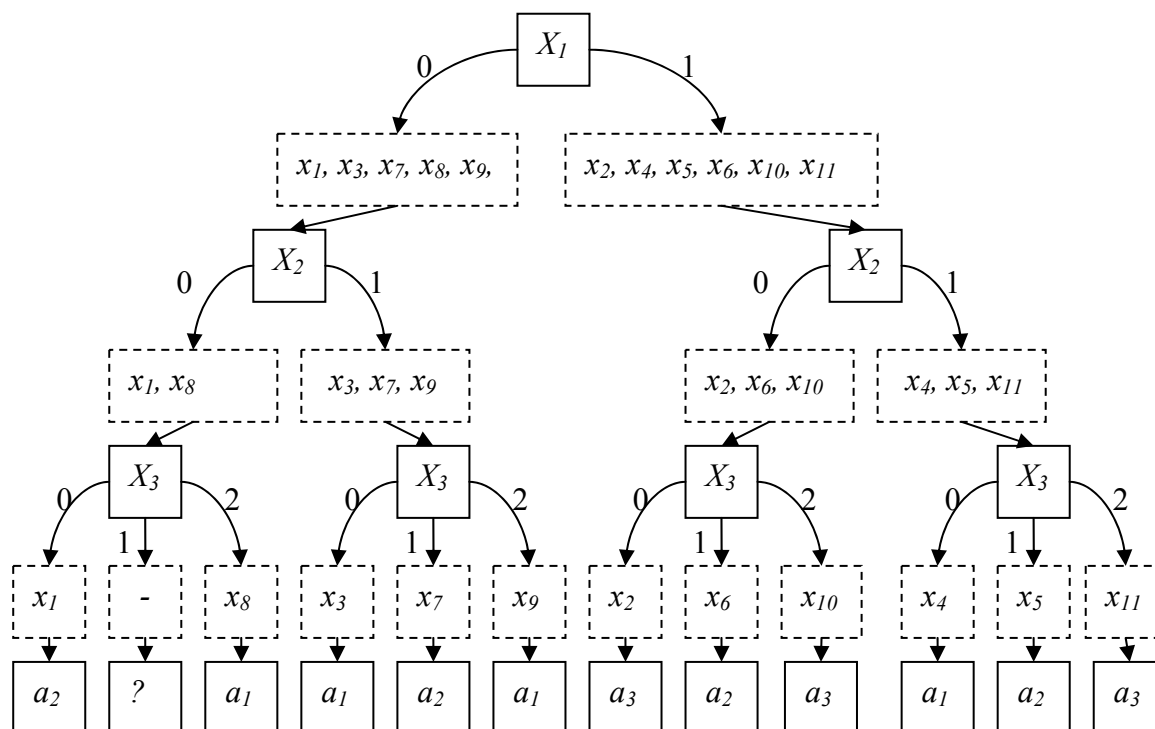 X1
0 1
x1, x3, x7, x8, x9, x2, x4, x5, x6, x10, x11
X2 X2
0 1 0 1
x1, x8 x3, x7, x9 x2, x6, x10 x4, x5, x11
X3 X3 X3 X3
0 2 0 2 0 2 0 2
1 1 1 1
x1 - x8 x3 x7 x9 x2 x6 x10 x4 x5 x11
a2 ? a1 a1 a2 a1 a3 a2 a3 a1 a2 a3